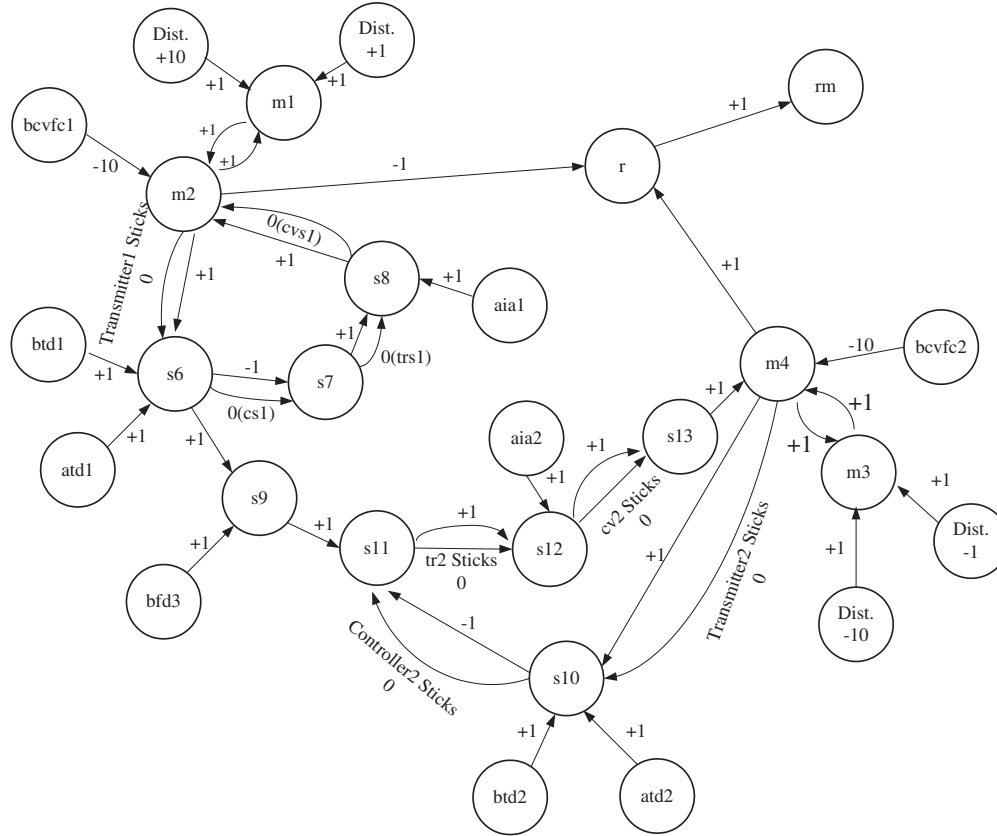 Dist.
+10
Dist.
+1
+1
+1
m1
rm
+1
bcvfc1
+1
+1
-10
-1
r
m2
Transmitter1 Sticks
0
0(cvs1)
+1
+1
s8
+1
aia1
+1
btd1
+1
s6
-1
s7
+1
0(trs1)
0(cs1)
m4
-10
bcvfc2
+1
+1
+1
aia2
+1
s13
+1
m3
atd1
+1
+1
s9
+1
+1
cv2 Sticks
0
+1
Dist.
-1
+1
s11
+1
tr2 Sticks
0
s12
+1
Transmitter2 Sticks
0
+1
bfd3
Dist.
-10
-1
Controller2 Sticks
0
s10
+1
+1
btd2
atd2